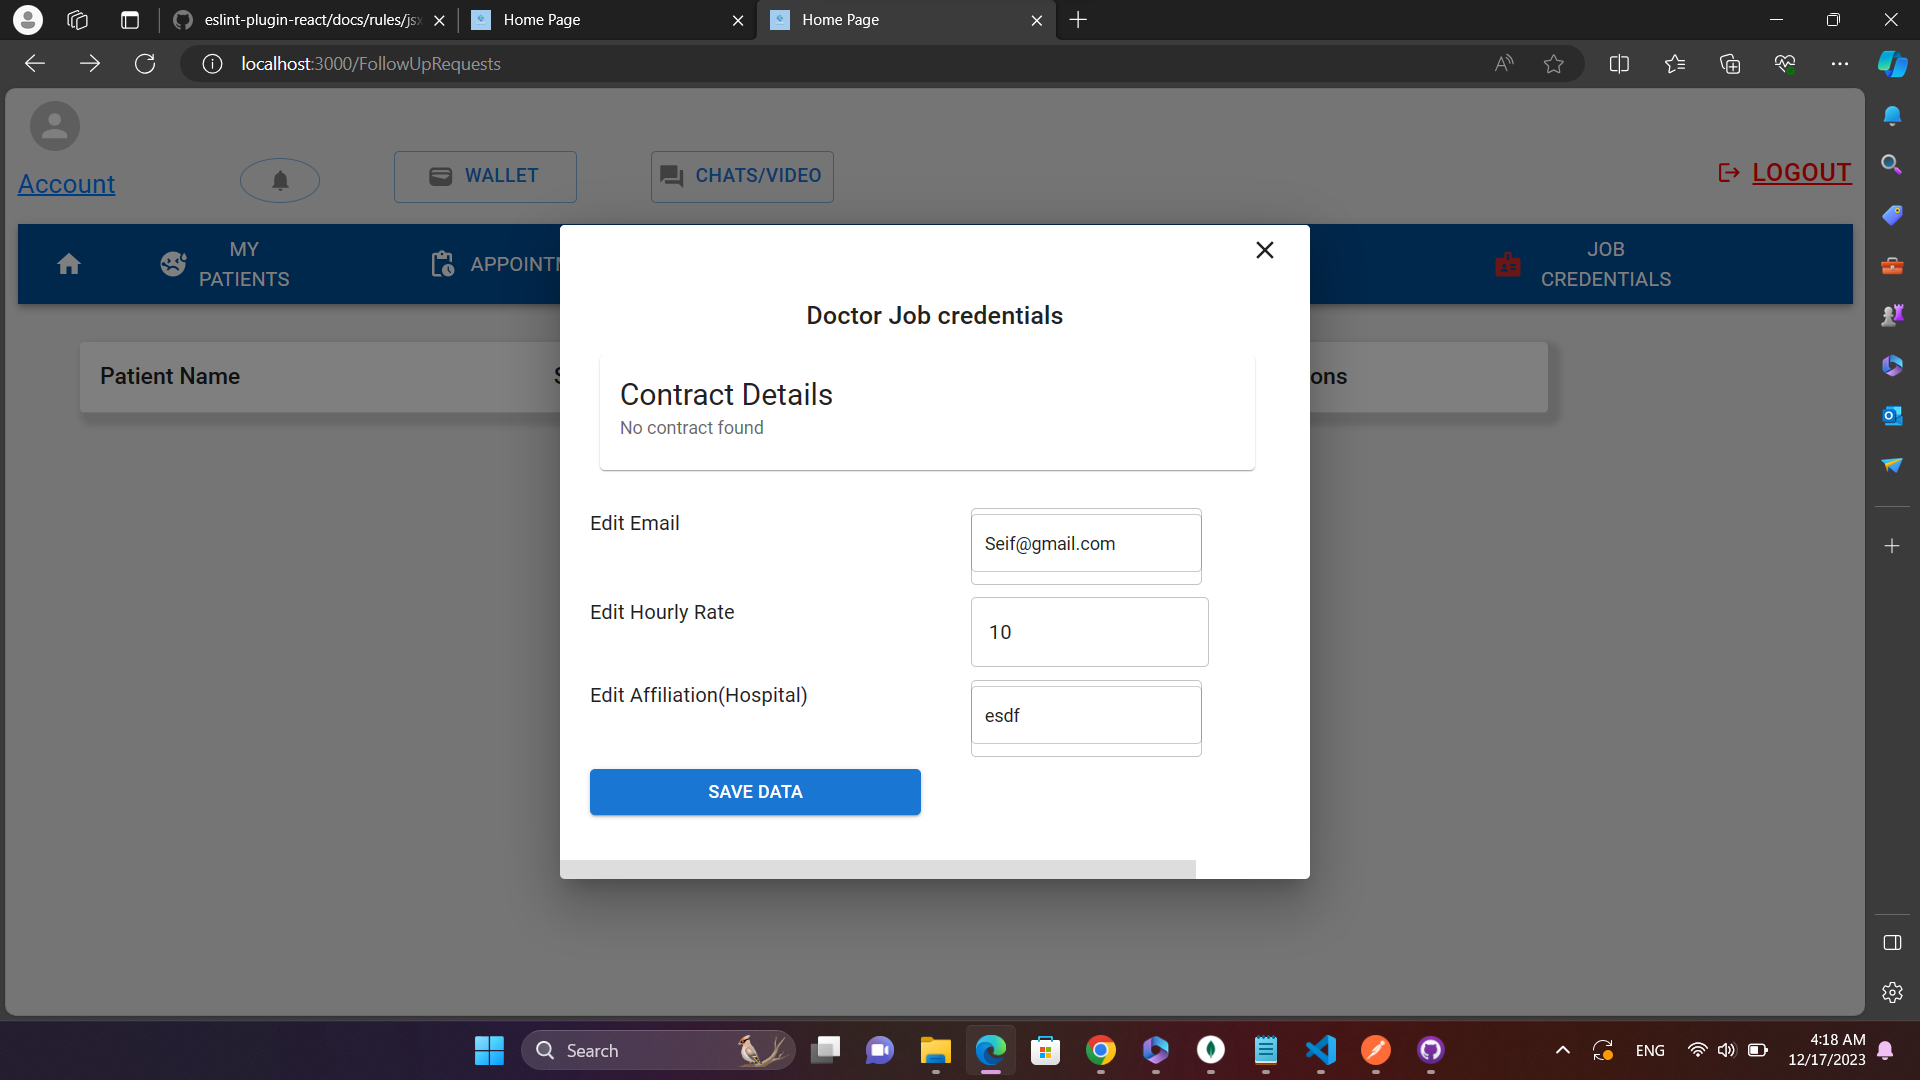 eslint-plugin-react/docs/rules/jsx
Home Page
Home Page
localhost:3000/FollowUpRequests
Account
WALLET
CHATS/VIDEO
LOGOUT
MY
PATIENTS
APPOINTM
JOB
CREDENTIALS
Patient Name
S
ons
Doctor Job credentials
Contract Details
No contract found
Edit Email
Seif@gmail.com
Edit Hourly Rate
10
Edit Affiliation(Hospital)
esdf
SAVE DATA
Search
ENG
4:18 AM
12/17/2023